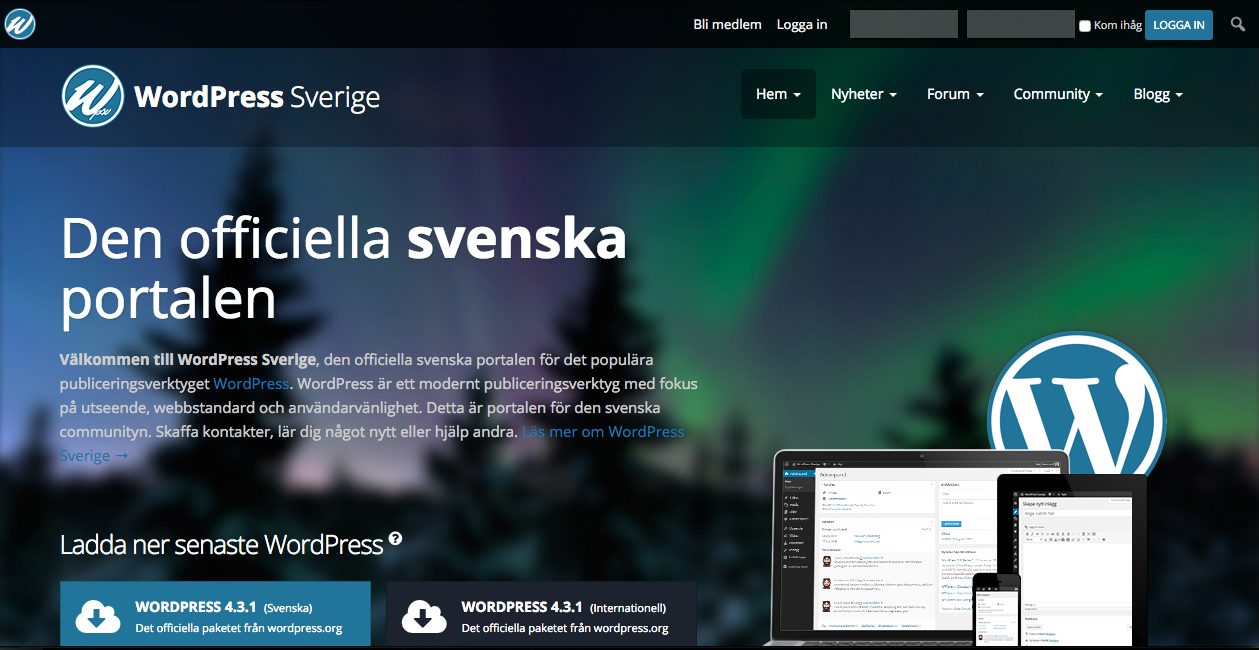 Bli medlem Logga in Kom ihåg LOGGA IN
WordPress Sverige
Hem Nyheter Forum Community Blogg
Den officiella svenska
portalen
Välkommen till WordPress Sverige, den officiella svenska portalen för det populära
publiceringsverktyget WordPress. WordPress är ett modernt publiceringsverktyg med fokus
på utseende, webbstandard och användarvänlighet. Detta är portalen för den svenska
communityn. Skaffa kontakter, lär dig något nytt eller hjälp andra. Läs mer om WordPress
Sverige →
Ladda ner senaste WordPress ?
WORDPRESS 4.3.1 (Svenska)
Det officiella paketet från wordpress.org
WORDPRESS 4.3.1 (Internationell)
Det officiella paketet från wordpress.org
Adminpanel
Skapa nytt inlägg